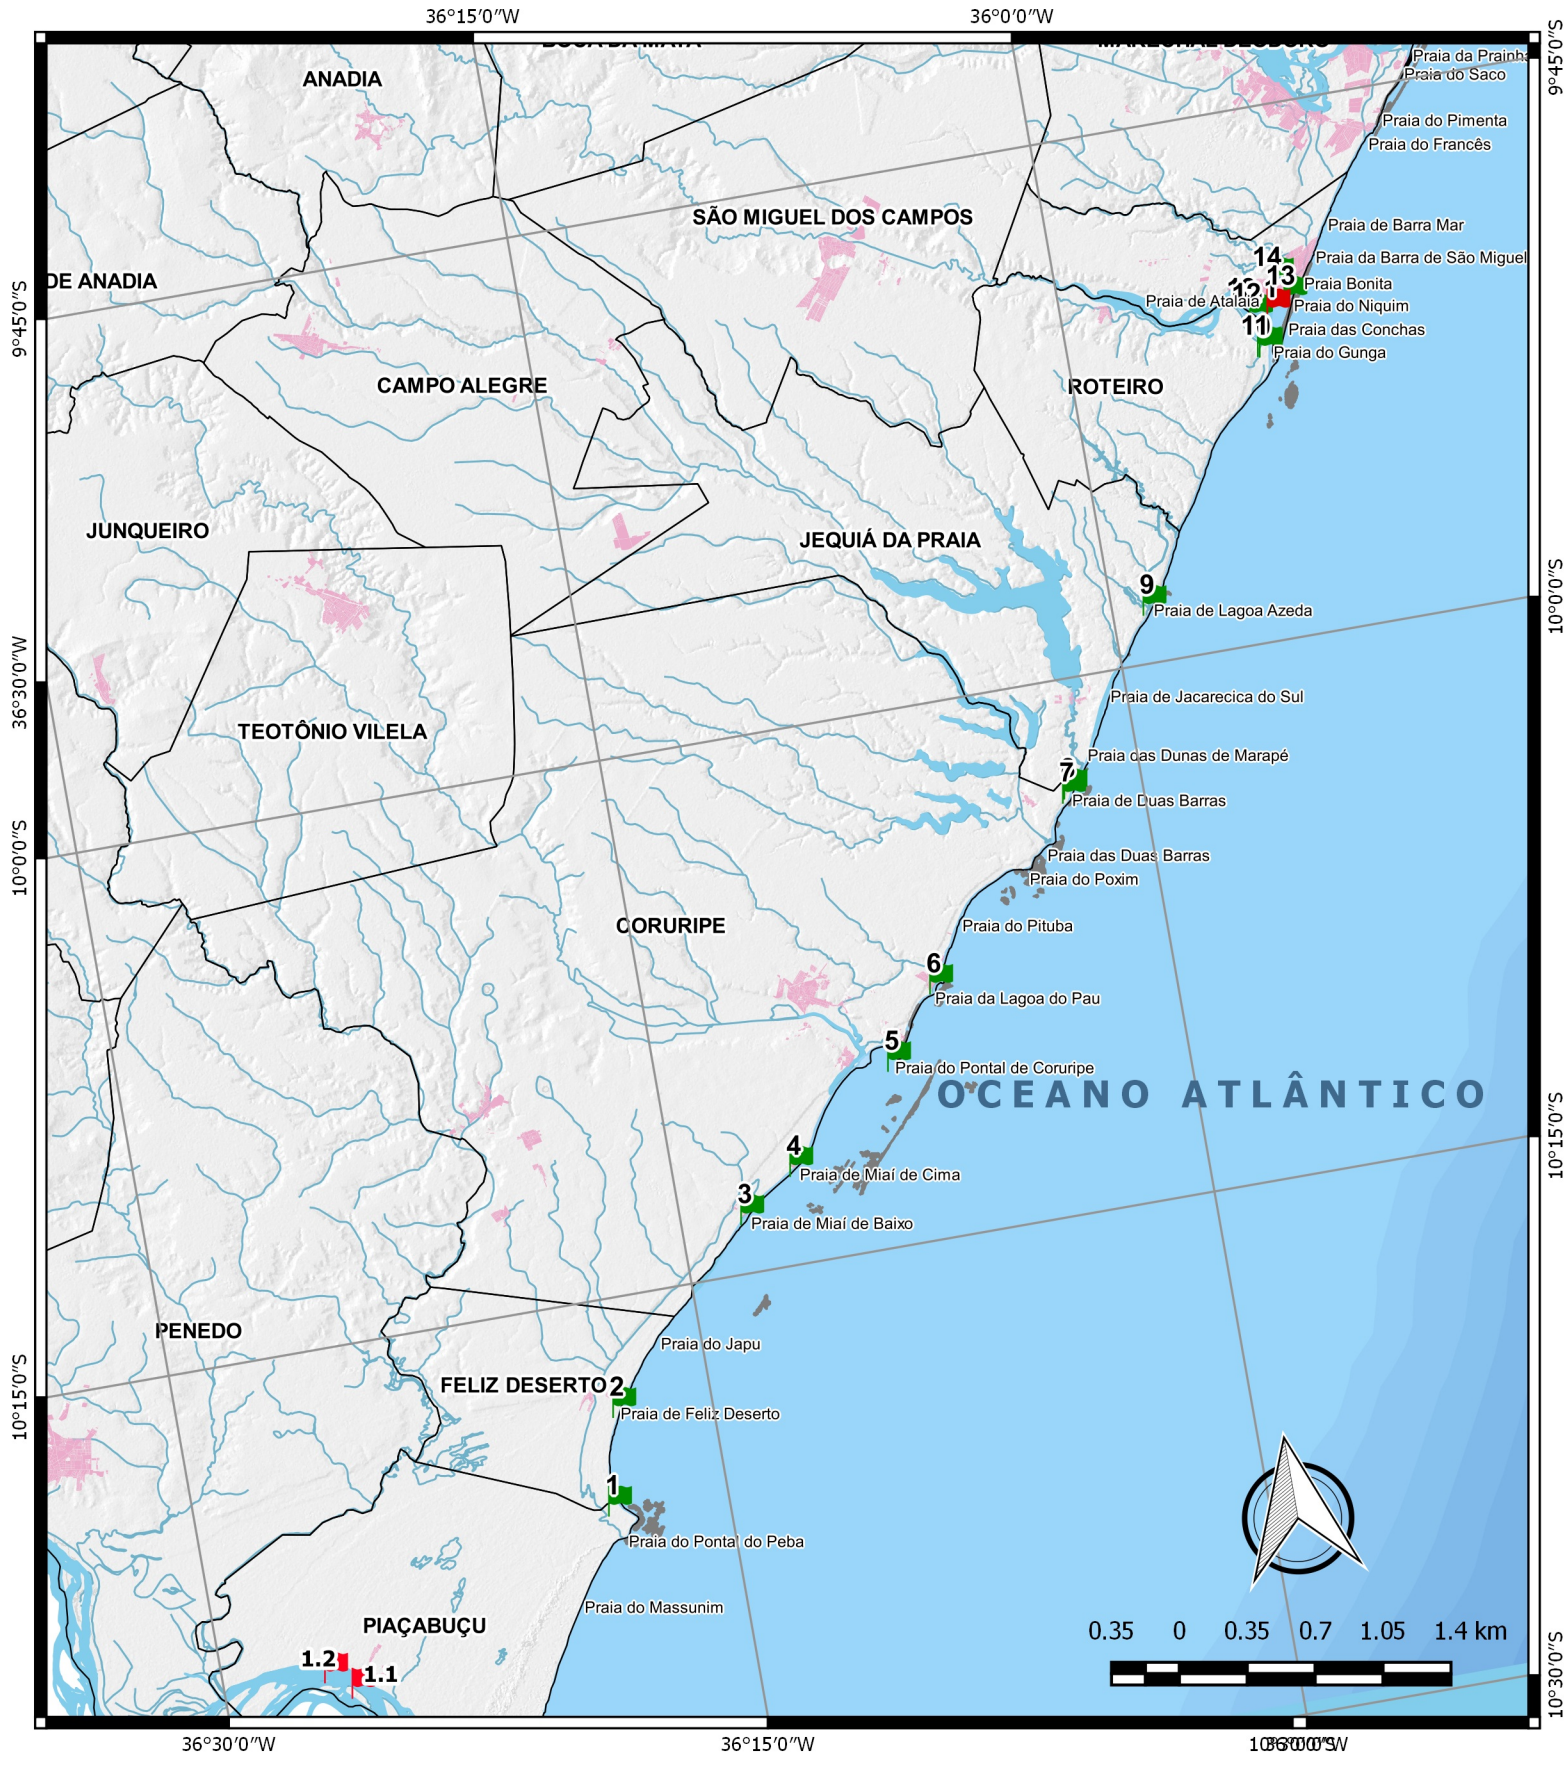 36°15'0"W
36°0'0"W
9°45'0"S
BOCA DA MATA
MARECHAL DEODORO
Praia da Prainha
Praia do Saco
ANADIA
Praia do Pimenta
Praia do Francês
SÃO MIGUEL DOS CAMPOS
Praia de Barra Mar
14
Praia da Barra de São Miguel
DE ANADIA
13
Praia Bonita
12
Praia de Atalaia
Praia do Niquim
9°45'0"S
11
Praia das Conchas
Praia do Gunga
CAMPO ALEGRE
ROTEIRO
JUNQUEIRO
JEQUIÁ DA PRAIA
9
10°0'0"S
Praia de Lagoa Azeda
36°30'0"W
Praia de Jacarecica do Sul
TEOTÔNIO VILELA
Praia das Dunas de Marapé
7
Praia de Duas Barras
10°0'0"S
Praia das Duas Barras
Praia do Poxim
CORURIPE
Praia do Pituba
6
Praia da Lagoa do Pau
5
Praia do Pontal de Coruripe
OCEANO ATLÂNTICO
10°15'0"S
4
Praia de Miaí de Cima
3
Praia de Miaí de Baixo
PENEDO
Praia do Japu
10°15'0"S
FELIZ DESERTO
2
Praia de Feliz Deserto
1
Praia do Pontal do Peba
Praia do Massunim
PIAÇABUÇU
0.35 0 0.35 0.7 1.05 1.4 km
1.2
1.1
10°30'0"S
36°30'0"W
36°15'0"W